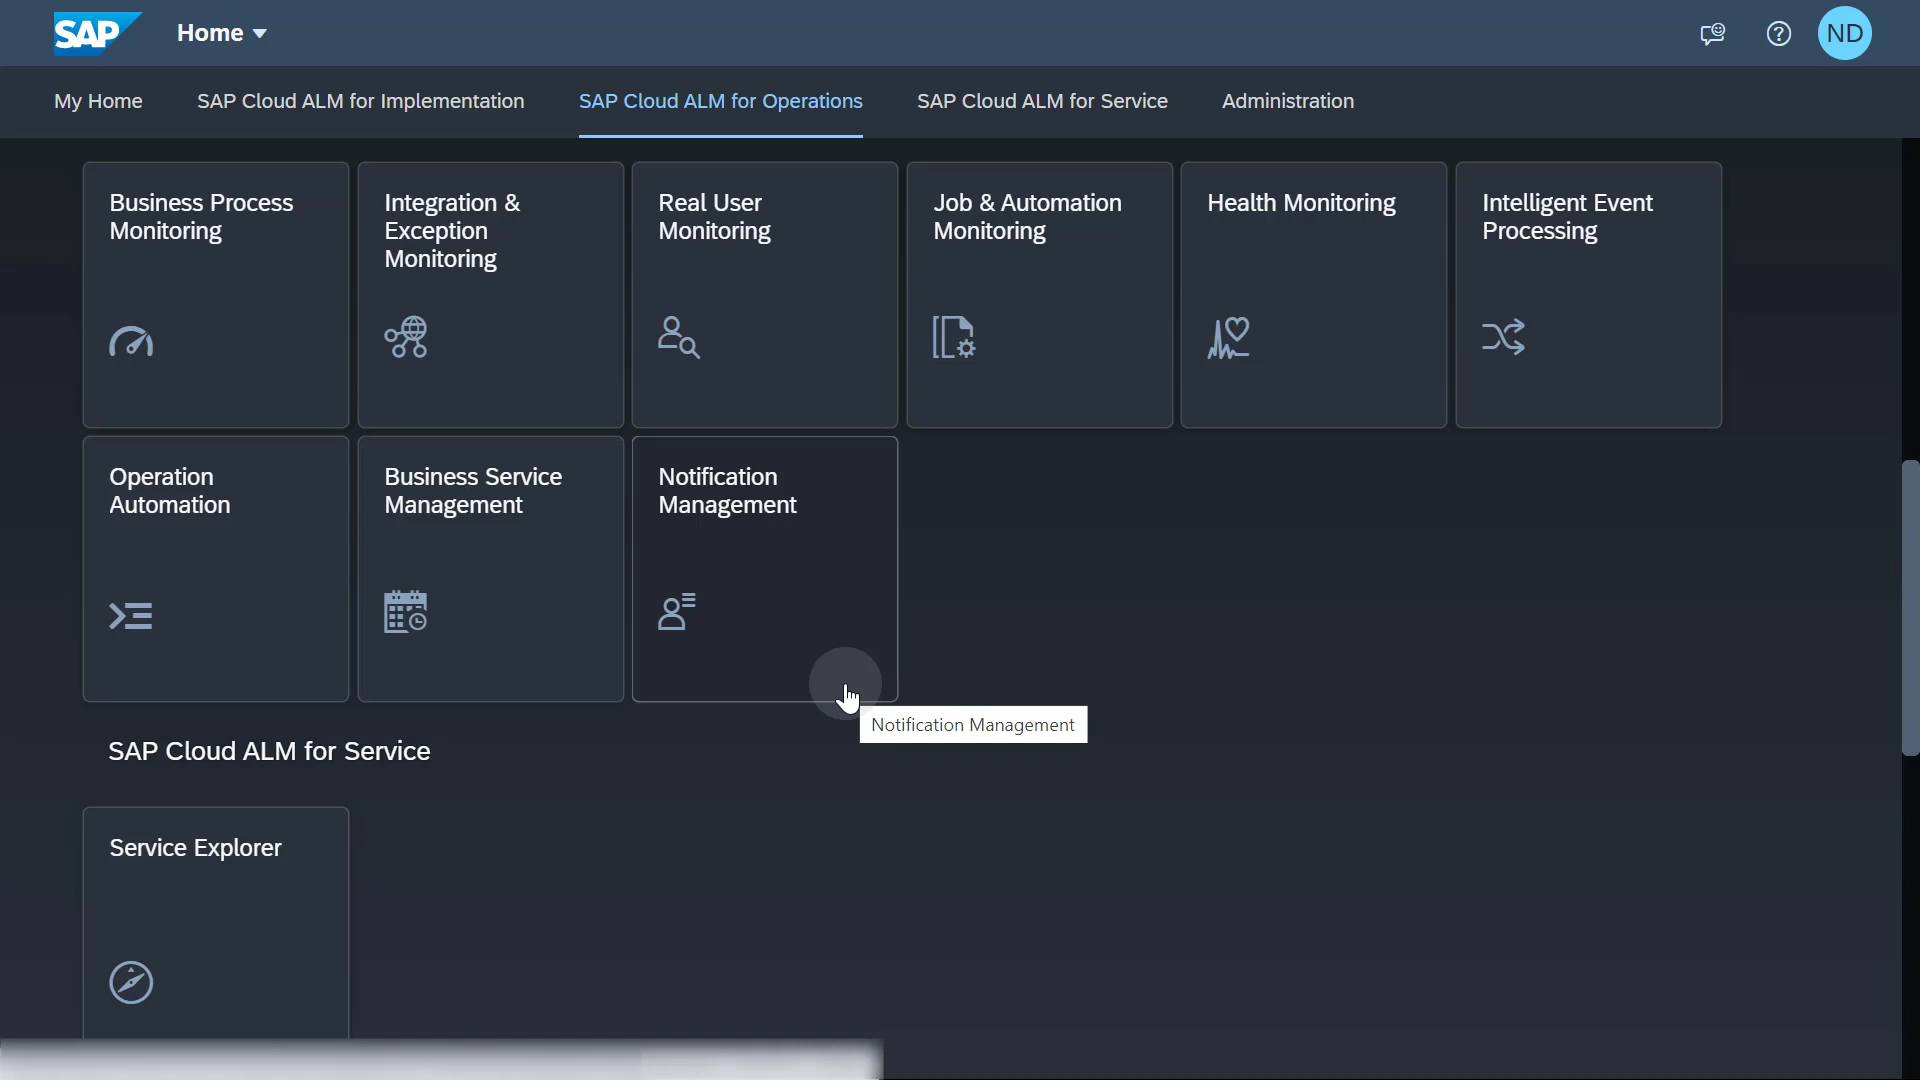 SAP Home
ND
My Home SAP Cloud ALM for Implementation SAP Cloud ALM for Operations SAP Cloud ALM for Service Administration
Business Process
Monitoring
Integration &
Exception
Monitoring
Real User
Monitoring
Job & Automation
Monitoring
Health Monitoring
Intelligent Event
Processing
Operation
Automation
Business Service
Management
Notification
Management
Notification Management
SAP Cloud ALM for Service
Service Explorer